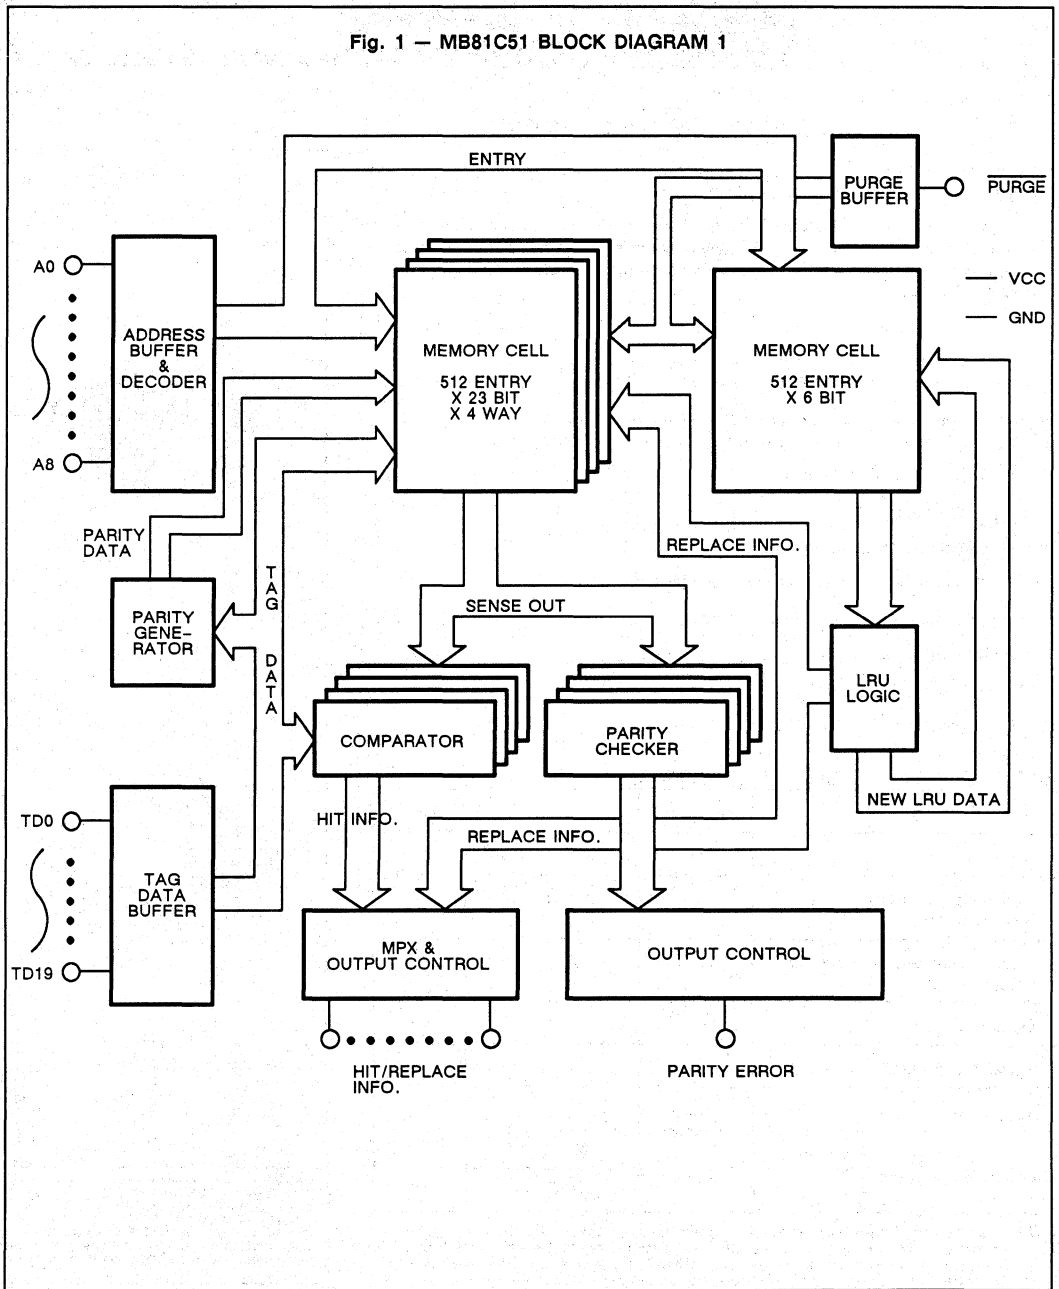 Fig. 1 — MB81C51 BLOCK DIAGRAM 1
ENTRY
PURGE
BUFFER
PURGE
A0
VCC
GND
ADDRESS
BUFFER
&
DECODER
MEMORY CELL
512 ENTRY
X 23 BIT
X 4 WAY
MEMORY CELL
512 ENTRY
X 6 BIT
A8
PARITY
DATA
REPLACE INFO.
TAG
DATA
SENSE OUT
PARITY
GENE-
RATOR
LRU
LOGIC
COMPARATOR
PARITY
CHECKER
NEW LRU DATA
TD0
HIT INFO.
REPLACE INFO.
TAG
DATA
BUFFER
TD19
MPX &
OUTPUT CONTROL
OUTPUT CONTROL
HIT/REPLACE
INFO.
PARITY ERROR